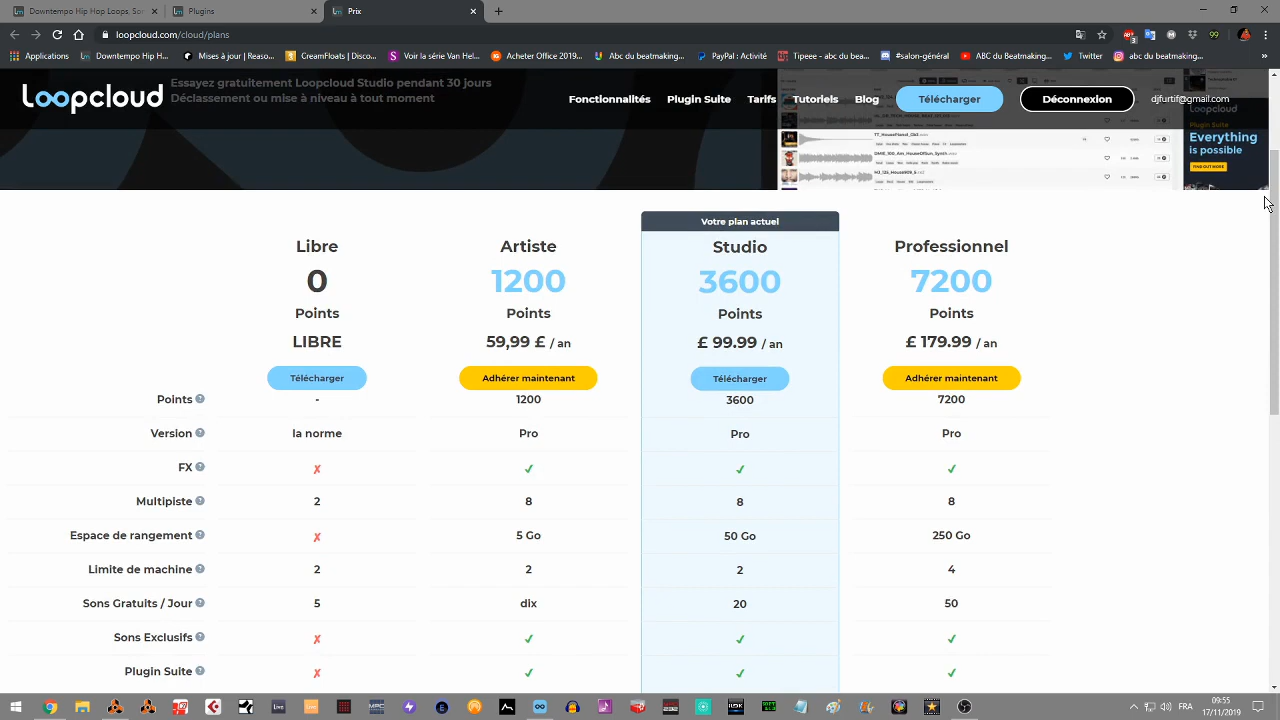 Downtempo Hip Hop Loops, Sou
Plugins
Prix
loopcloud.com/cloud/plans
Applications
Downtempo Hip H...
Mises à jour | Reaso...
CreamFloats | Disco...
Voir la série Van Hel...
Acheter Office 2019...
ABC du beatmaking...
PayPal : Activité
Tipeee - abc du bea...
#salon-général
ABC du beatmaking...
Twitter
abc du beatmaking...
Loopcloud
Essayez gratuitement Loopcloud Studio pendant 30 jours
Déclassement ou mise à niveau à tout moment
Fonctionnalités
Plugin Suite
Tarifs
Tutoriels
Blog
Télécharger
Déconnexion
djfurtif@gmail.com
Loopcloud
Plugin Suite
Everything
is possible
FIND OUT MORE
Votre plan actuel
Libre
Artiste
Studio
Professionnel
0
1200
3600
7200
Points
Points
Points
Points
LIBRE
59,99 £ / an
£ 99.99 / an
£ 179.99 / an
Télécharger
Adhérer maintenant
Télécharger
Adhérer maintenant
Points ? - 1200 3600 7200
Version ? la norme Pro Pro Pro
FX ? ✗ ✓ ✓ ✓
Multipiste ? 2 8 8 8
Espace de rangement ? ✗ 5 Go 50 Go 250 Go
Limite de machine ? 2 2 2 4
Sons Gratuits / Jour ? 5 dix 20 50
Sons Exclusifs ? ✗ ✓ ✓ ✓
Plugin Suite ? ✗ ✓ ✓ ✓
FRA
09:55
17/11/2019